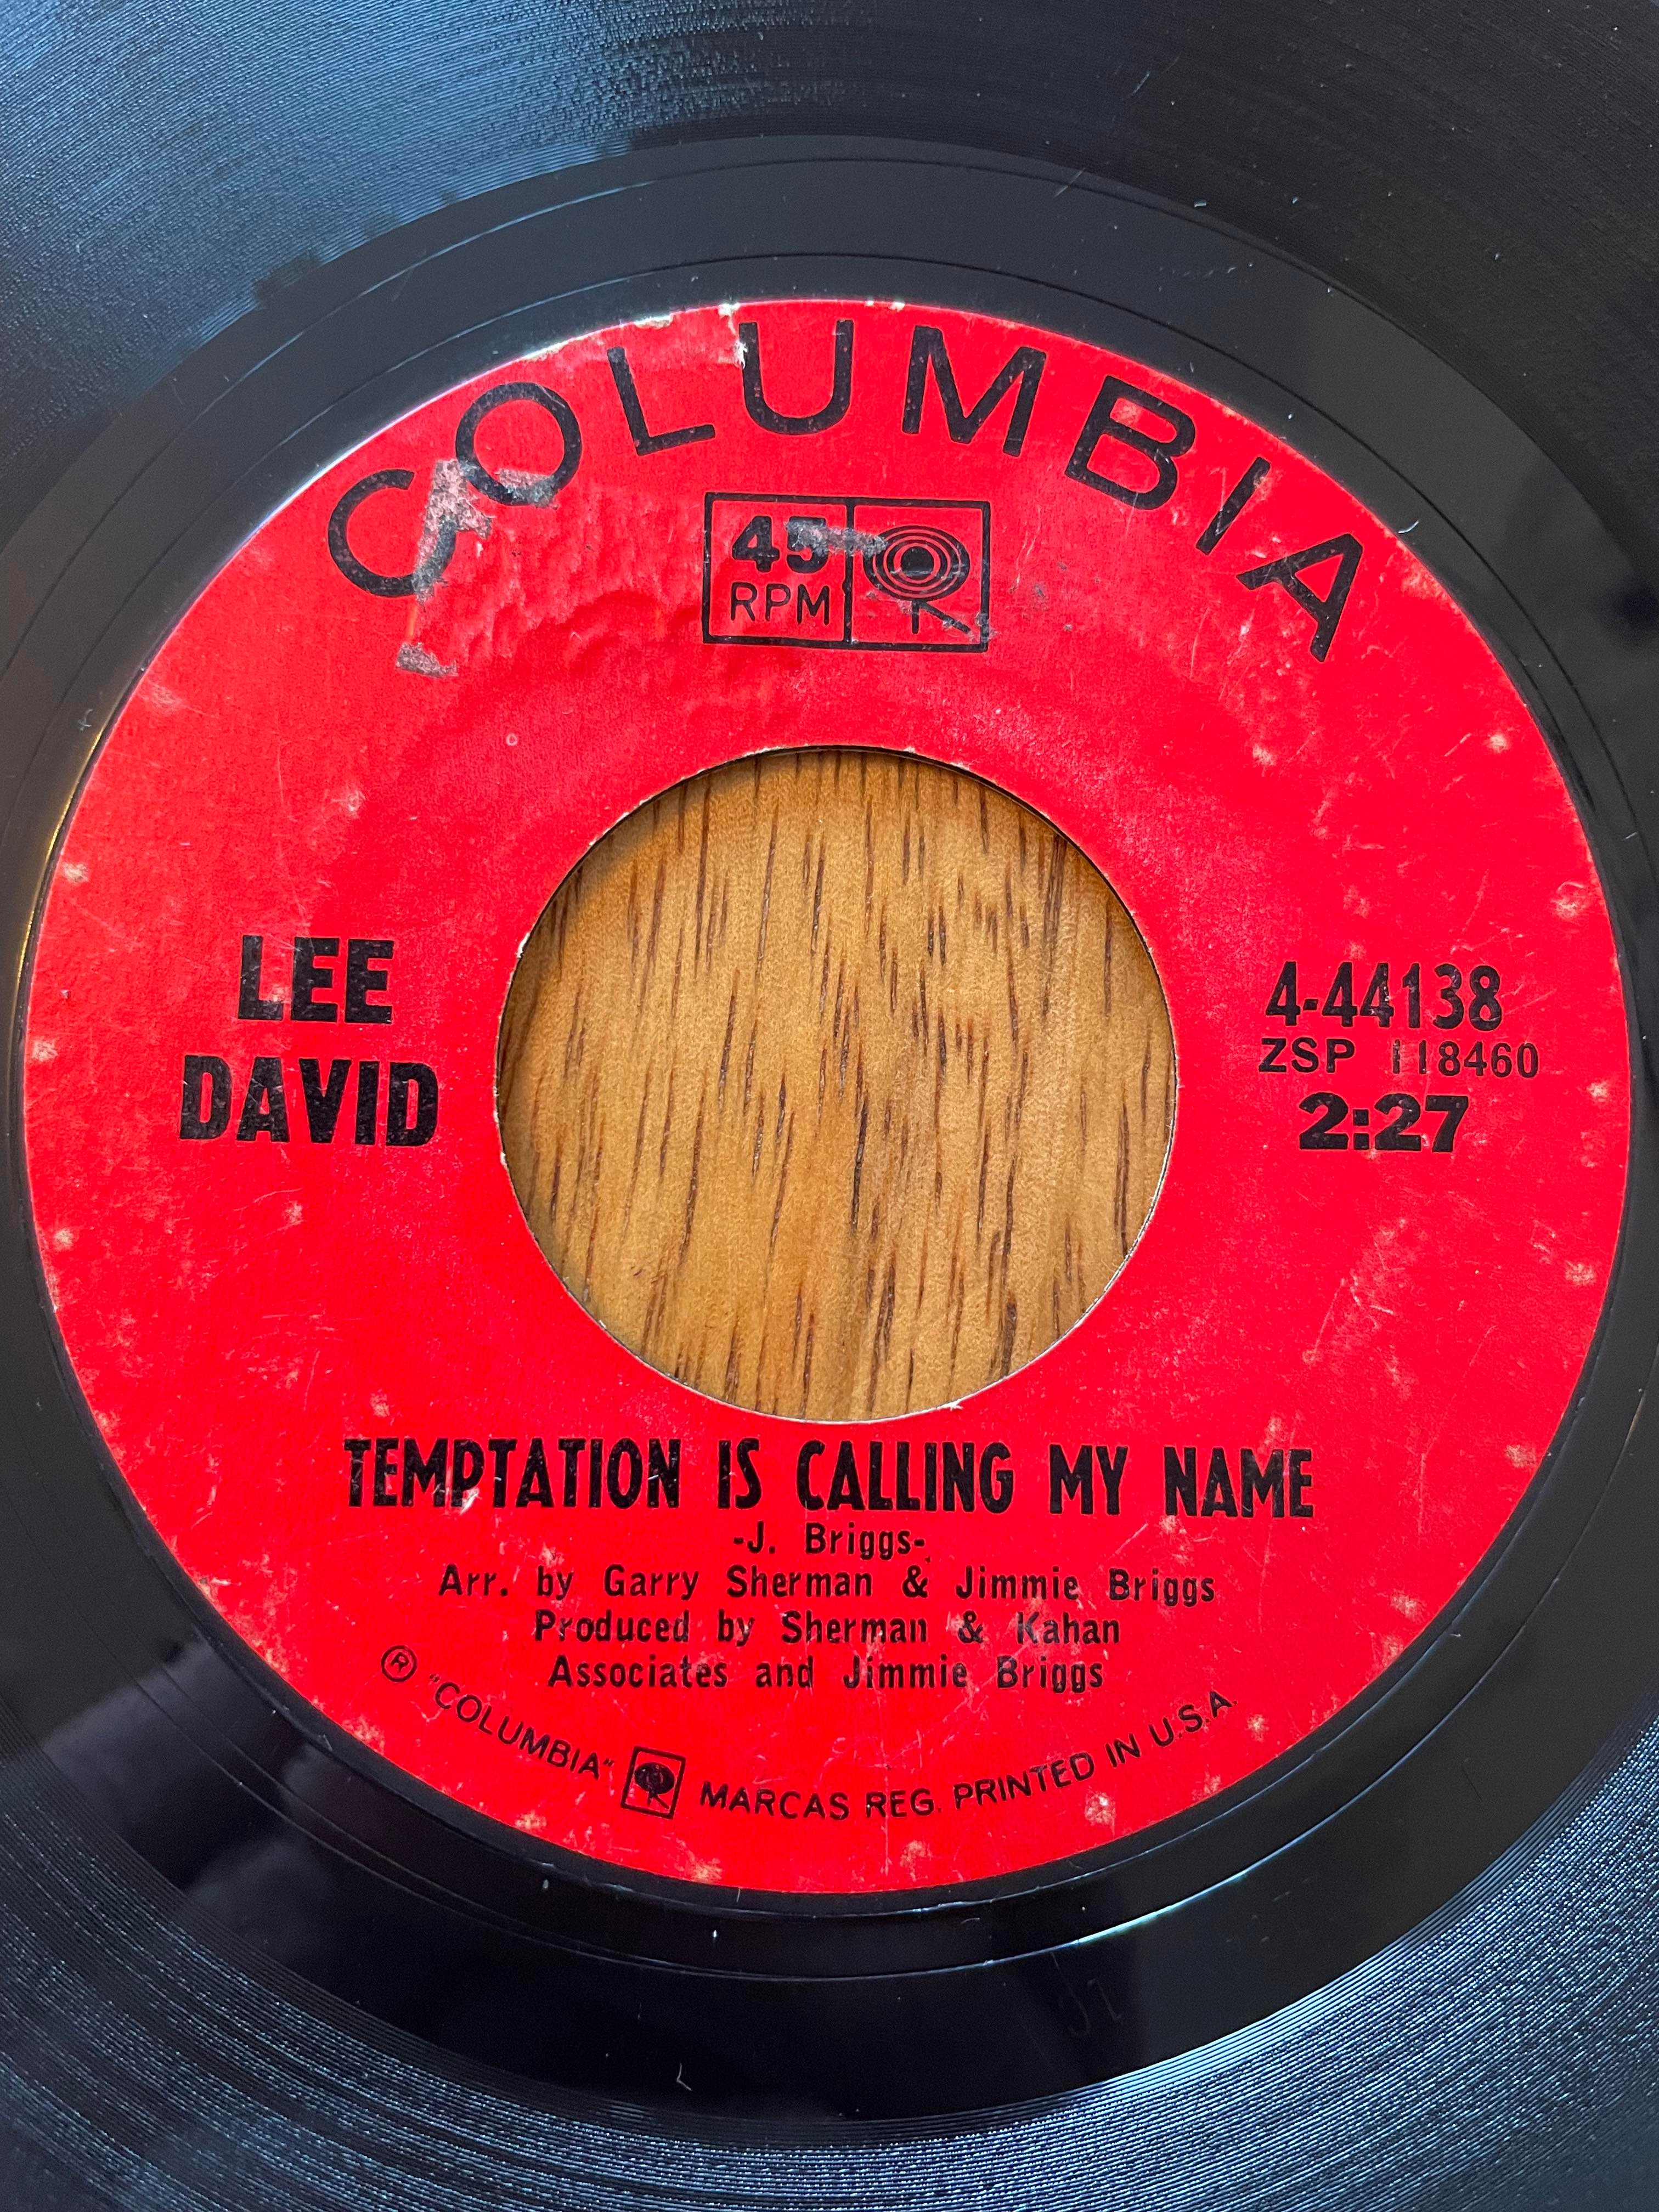 COLUMBIA
45
RPM
LEE
DAVID
4-44138
ZSP 118460
2:27
TEMPTATION IS CALLING MY NAME
-J. Briggs-
Arr. by Garry Sherman & Jimmie Briggs
Produced by Sherman & Kahan
Associates and Jimmie Briggs
® "COLUMBIA" MARCAS REG. PRINTED IN U.S.A.